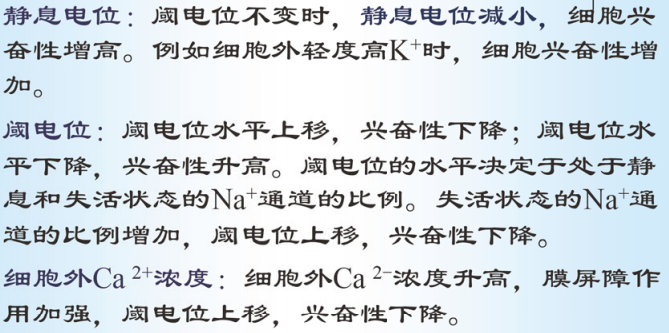 静息电位：阈电位不变时，静息电位减小，细胞兴
奋性增高。例如细胞外轻度高K⁺时，细胞兴奋性增
加。
阈电位：阈电位水平上移，兴奋性下降；阈电位水
平下降，兴奋性升高。阈电位的水平决定于处于静
息和失活状态的Na⁺通道的比例。失活状态的Na⁺通
道的比例增加，阈电位上移，兴奋性下降。
细胞外Ca ²⁺浓度：细胞外Ca ²⁻浓度升高，膜屏障作
用加强，阈电位上移，兴奋性下降。